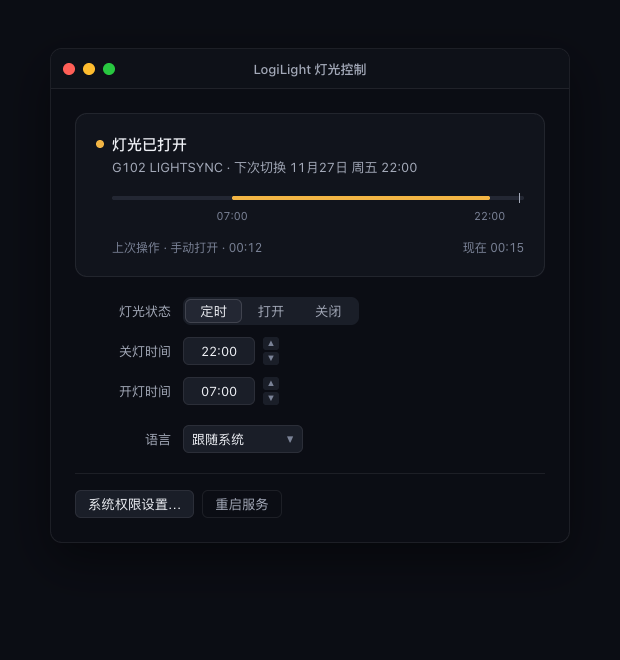 LogiLight 灯光控制
灯光已打开
G102 LIGHTSYNC · 下次切换 11月27日 周五 22:00
07:00 22:00
上次操作 · 手动打开 · 00:12 现在 00:15
灯光状态 定时 打开 关闭
关灯时间 22:00
开灯时间 07:00
语言 跟随系统
系统权限设置... 重启服务